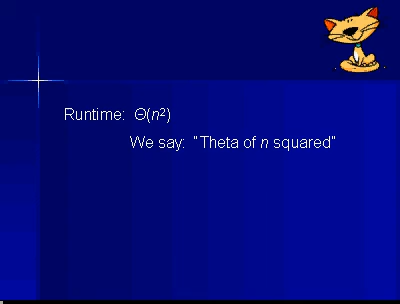 Runtime: Θ(n²)
We say: "Theta of n squared"